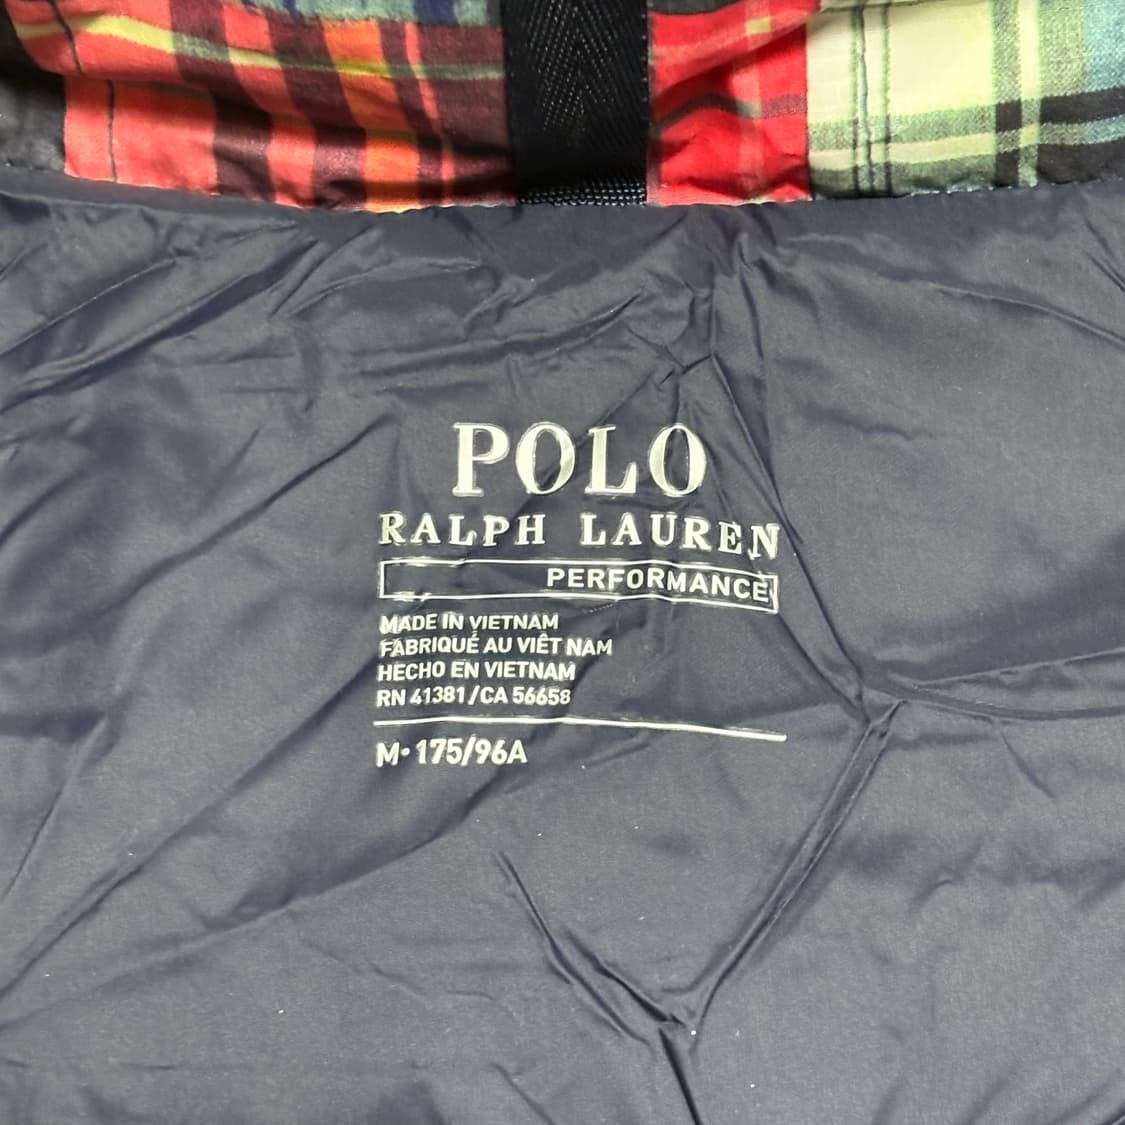 POLO
RALPH LAUREN
PERFORMANCE
MADE IN VIETNAM
FABRIQUÉ AU VIÊT NAM
HECHO EN VIETNAM
RN 41381/CA 56658
M• 175/96A